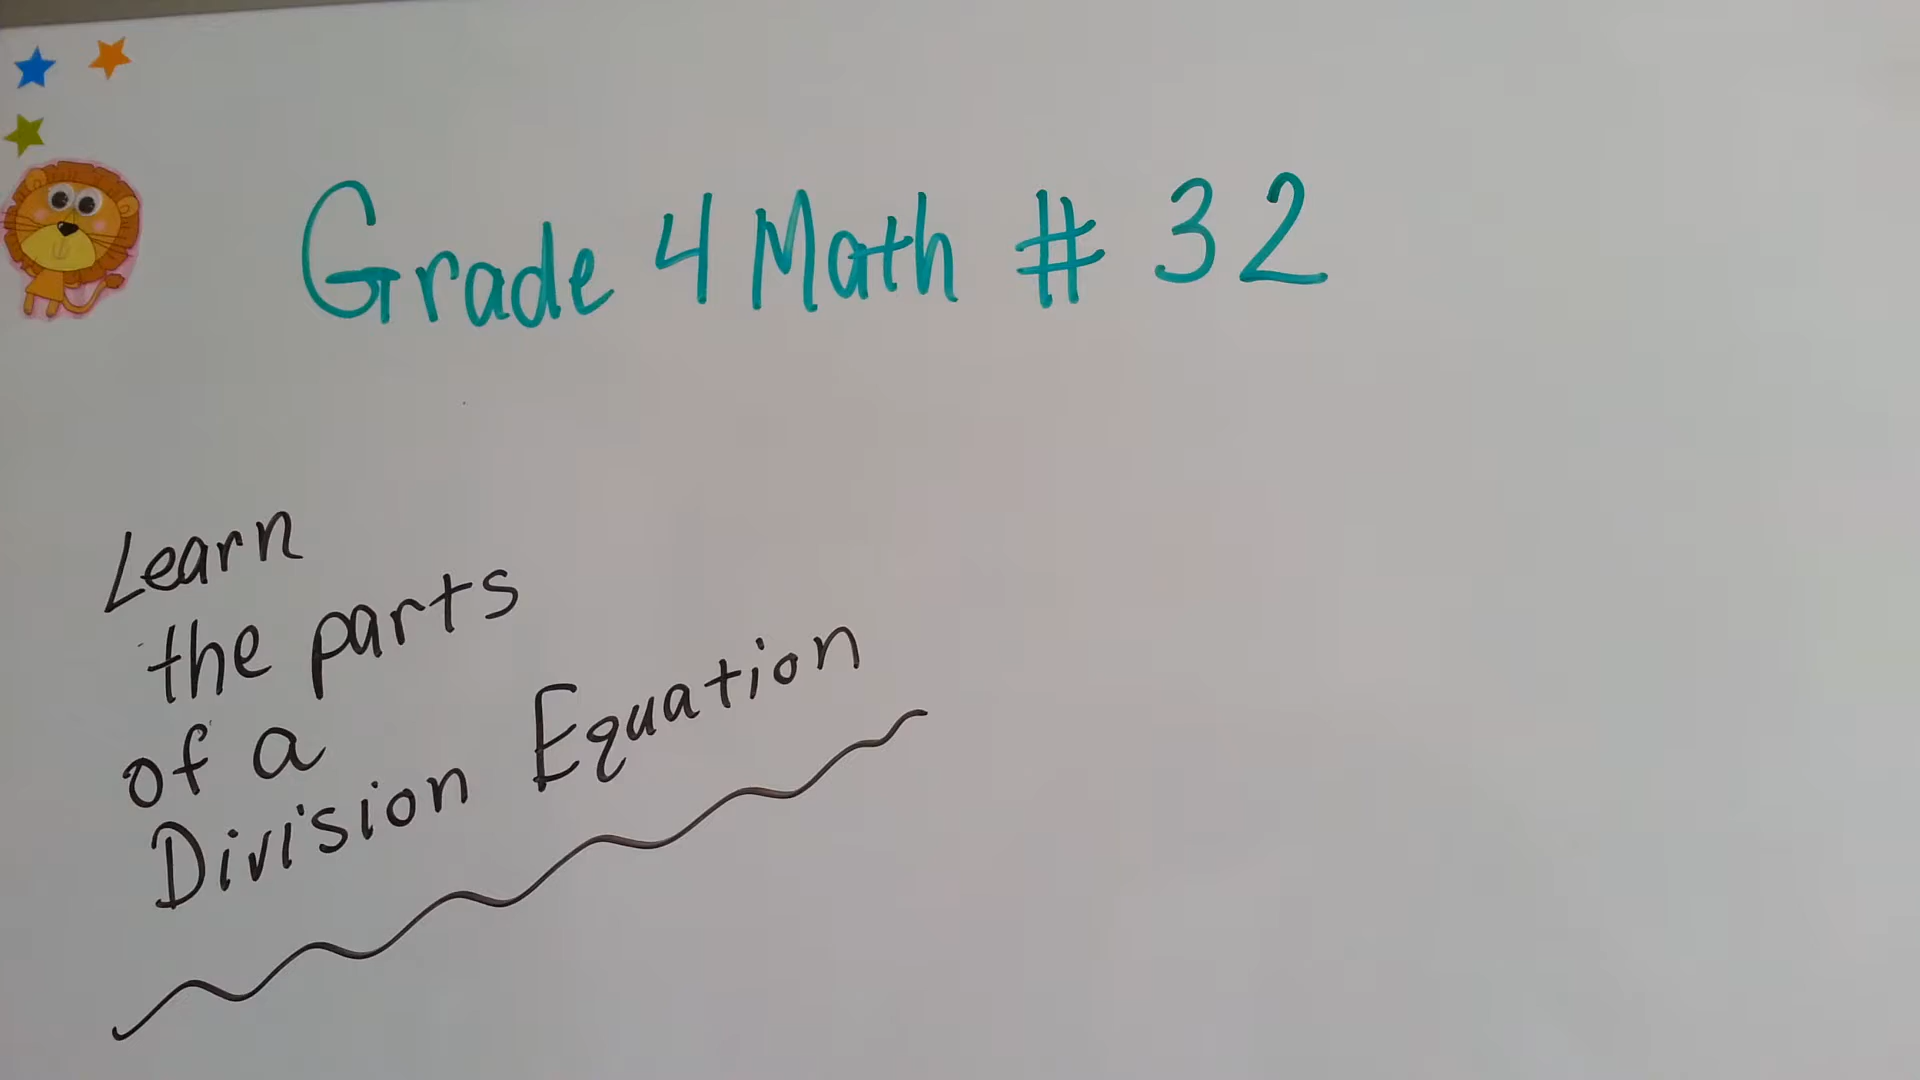 Grade 4 Math # 32
Learn
the parts
of a
Division Equation